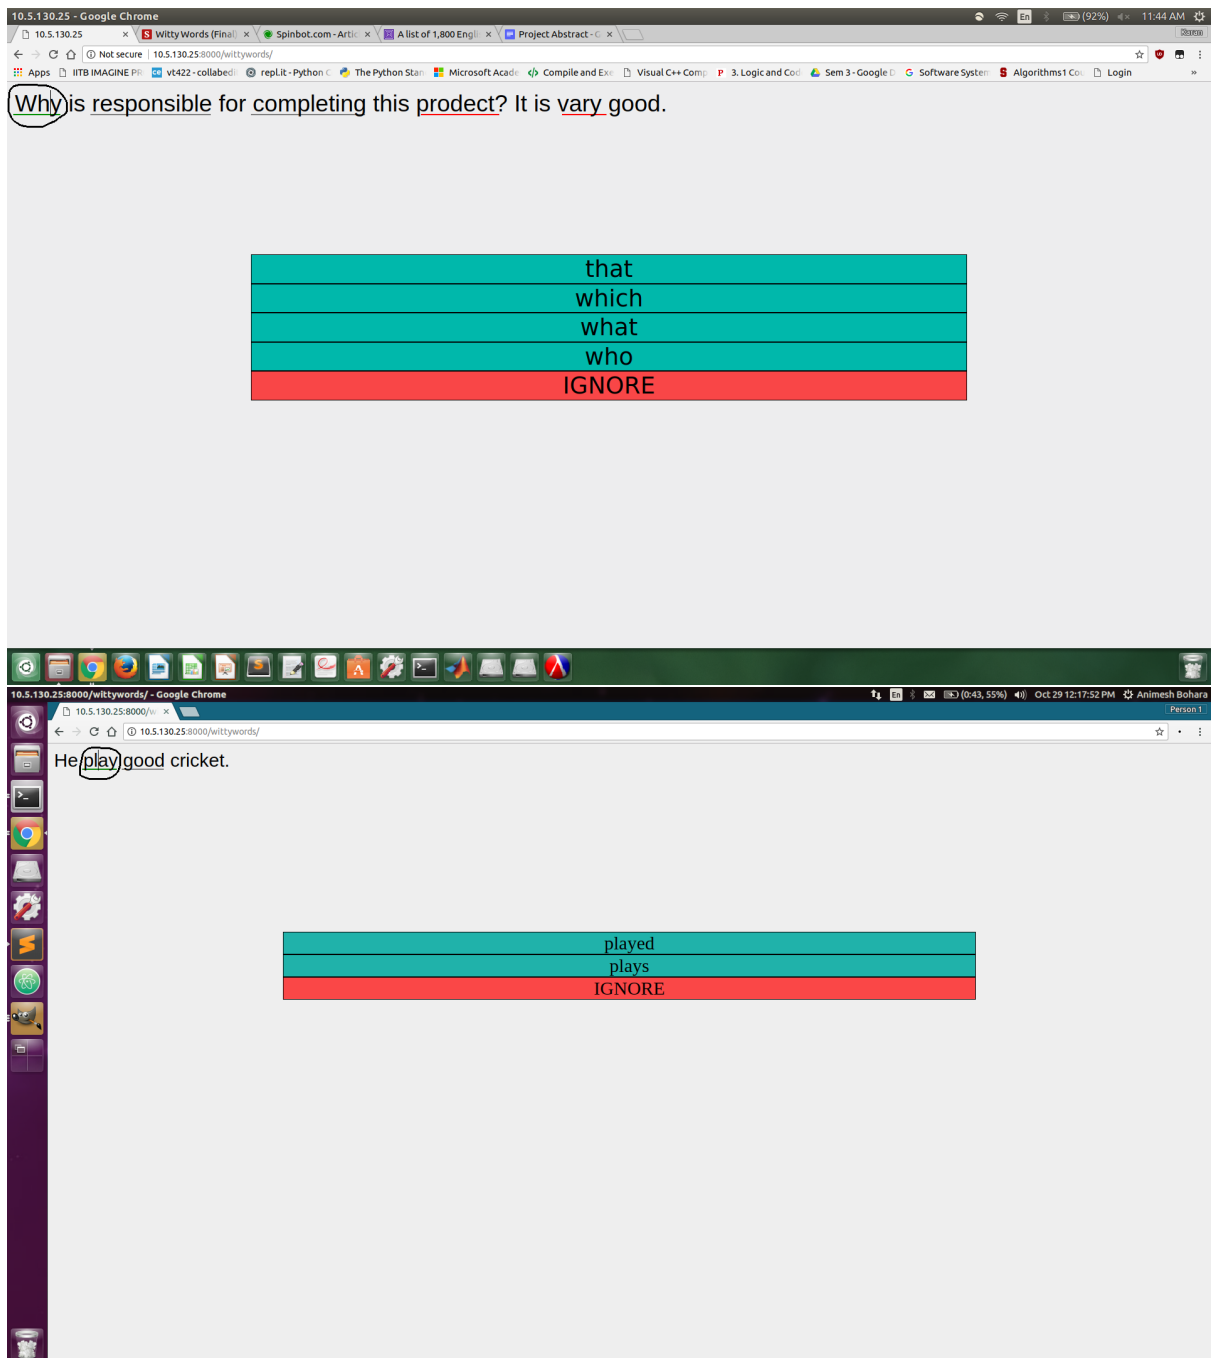 10.5.130.25 - Google Chrome
En (92%) 11:44 AM
10.5.130.25 × S Witty Words (Final) × Spinbot.com - Artic × A list of 1,800 Engli × Project Abstract - G ×
Karan
Not secure | 10.5.130.25:8000/wittywords/
Apps IITB IMAGINE PR vt422 - collabedi repl.it - Python C The Python Stan Microsoft Acade Compile and Exe Visual C++ Comp P 3. Logic and Cod Sem 3 - Google D G Software System S Algorithms1 Cou Login »
Why is responsible for completing this prodect? It is vary good.
that
which
what
who
IGNORE
10.5.130.25:8000/wittywords/ - Google Chrome
En (0:43, 55%) Oct 29 12:17:52 PM Animesh Bohara
10.5.130.25:8000/w ×
Person 1
10.5.130.25:8000/wittywords/
He play good cricket.
played
plays
IGNORE